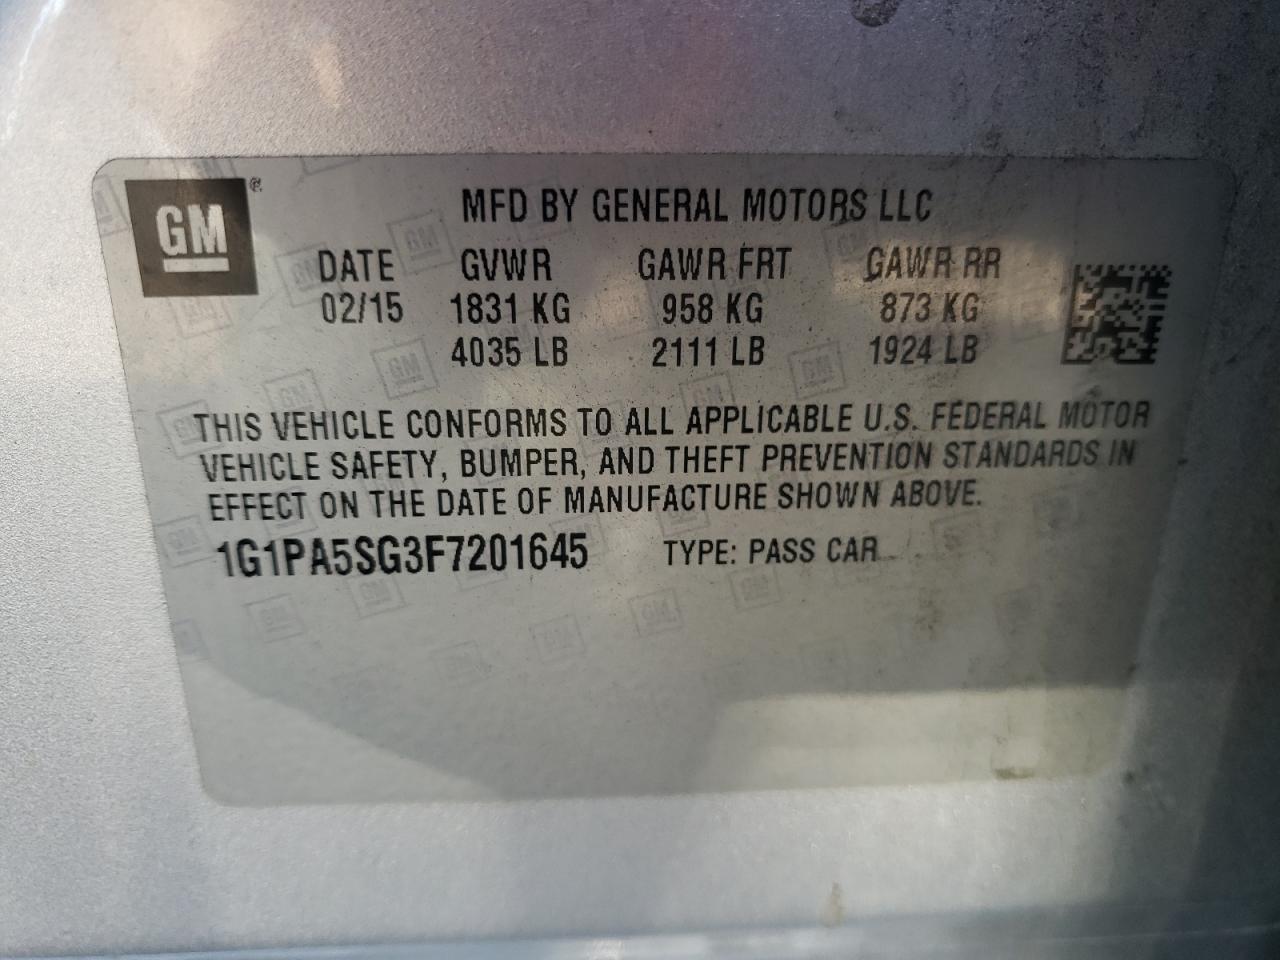 GM ®
MFD BY GENERAL MOTORS LLC
DATE GVWR GAWR FRT GAWR RR
02/15 1831 KG 958 KG 873 KG
4035 LB 2111 LB 1924 LB
THIS VEHICLE CONFORMS TO ALL APPLICABLE U.S. FEDERAL MOTOR
VEHICLE SAFETY, BUMPER, AND THEFT PREVENTION STANDARDS IN
EFFECT ON THE DATE OF MANUFACTURE SHOWN ABOVE.
1G1PA5SG3F7201645 TYPE: PASS CAR